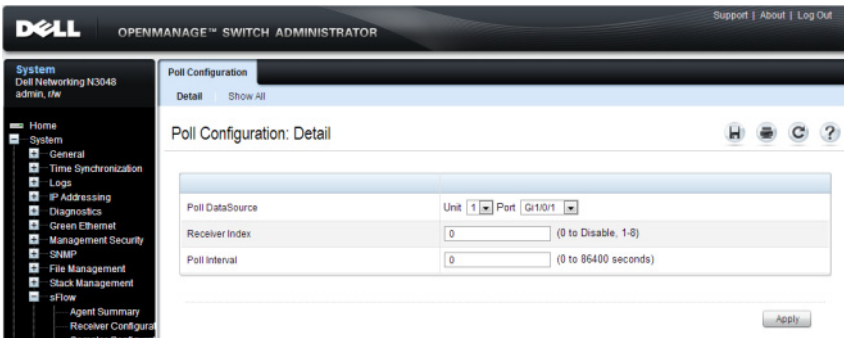 Support | About | Log Out
DELL OPENMANAGE™ SWITCH ADMINISTRATOR
System
Dell Networking N3048
admin, r/w
Home
System
General
Time Synchronization
Logs
IP Addressing
Diagnostics
Green Ethernet
Management Security
SNMP
File Management
Stack Management
sFlow
Agent Summary
Receiver Configurat
Poll Configuration
Detail Show All
Poll Configuration: Detail
Poll DataSource Unit 1 Port Gi1/0/1
Receiver Index 0 (0 to Disable, 1-8)
Poll Interval 0 (0 to 86400 seconds)
Apply